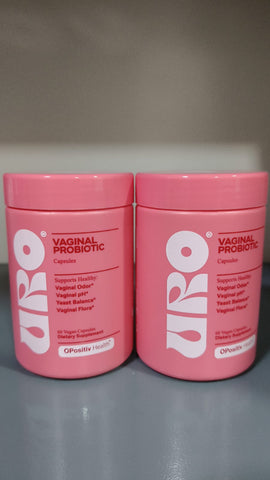 URO®
VAGINAL
PROBIOTIC
Capsules
Supports Healthy:
Vaginal Odor*
Vaginal pH*
Yeast Balance*
Vaginal Flora*
60 Vegan Capsules
Dietary Supplement
OPositiv Health®
URO®
VAGINAL
PROBIOTIC
Capsules
Supports Healthy:
Vaginal Odor*
Vaginal pH*
Yeast Balance*
Vaginal Flora*
60 Vegan Capsules
Dietary Supplement
OPositiv Health®